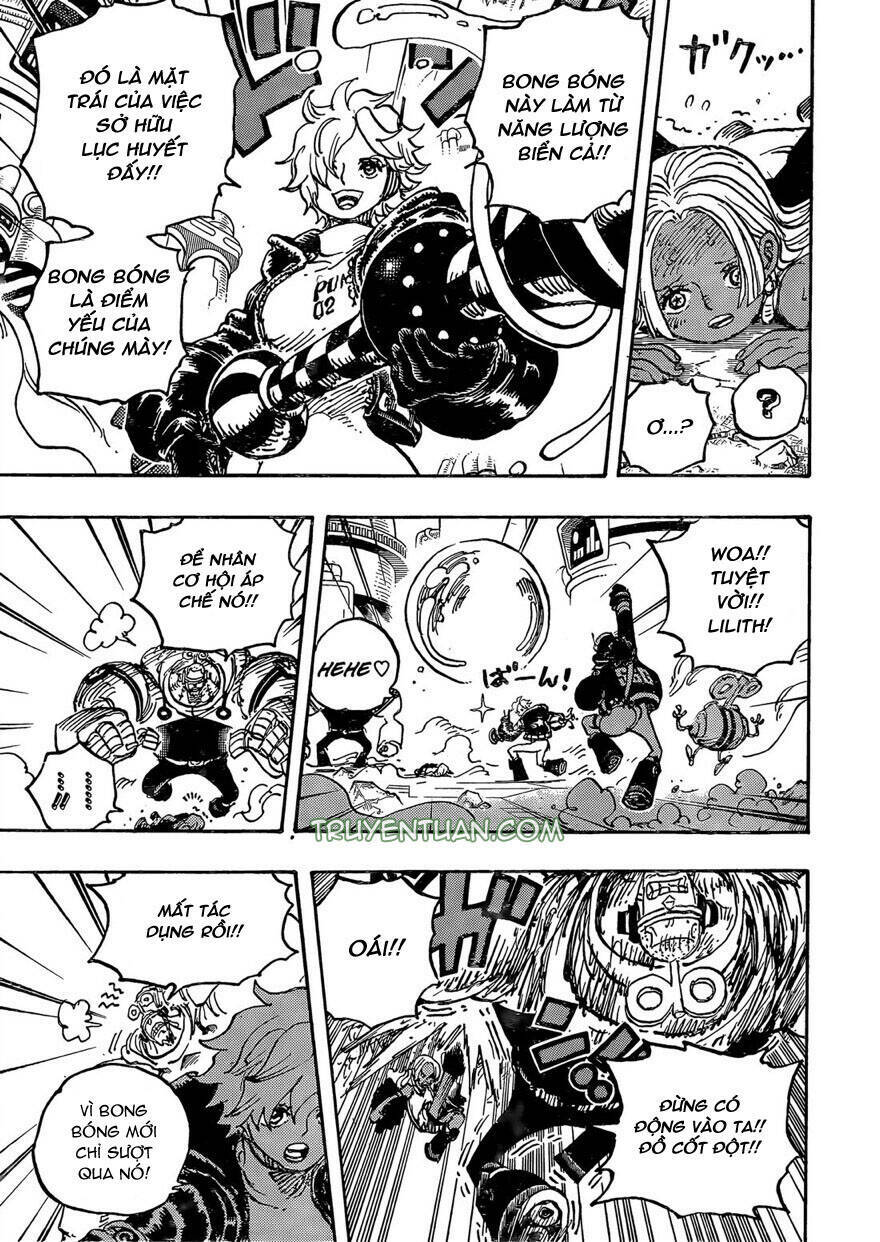 ガクッ…
BONG BÓNG
NÀY LÀM TỪ
NĂNG LƯỢNG
BIỂN CẢ!!
?
Ơ...?
ĐÓ LÀ MẶT
TRÁI CỦA VIỆC
SỞ HỮU
LỤC HUYẾT
ĐẤY!!
BONG BÓNG
LÀ ĐIỂM
YẾU CỦA
CHÚNG MÀY!
PUNK
02
WOA!!
TUYỆT
VỜI!!
LILITH!
HEHE♡
ばーん!
ĐỂ NHÂN
CƠ HỘI ÁP
CHẾ NÓ!!
TRUYENTUAN.COM
OÁI!!
ĐỪNG CÓ
ĐỘNG VÀO TA!!
ĐỒ CỐT ĐỘT!!
MẤT TÁC
DỤNG RỒI!!
VÌ BONG
BÓNG MỚI
CHỈ SƯỢT
QUA NÓ!